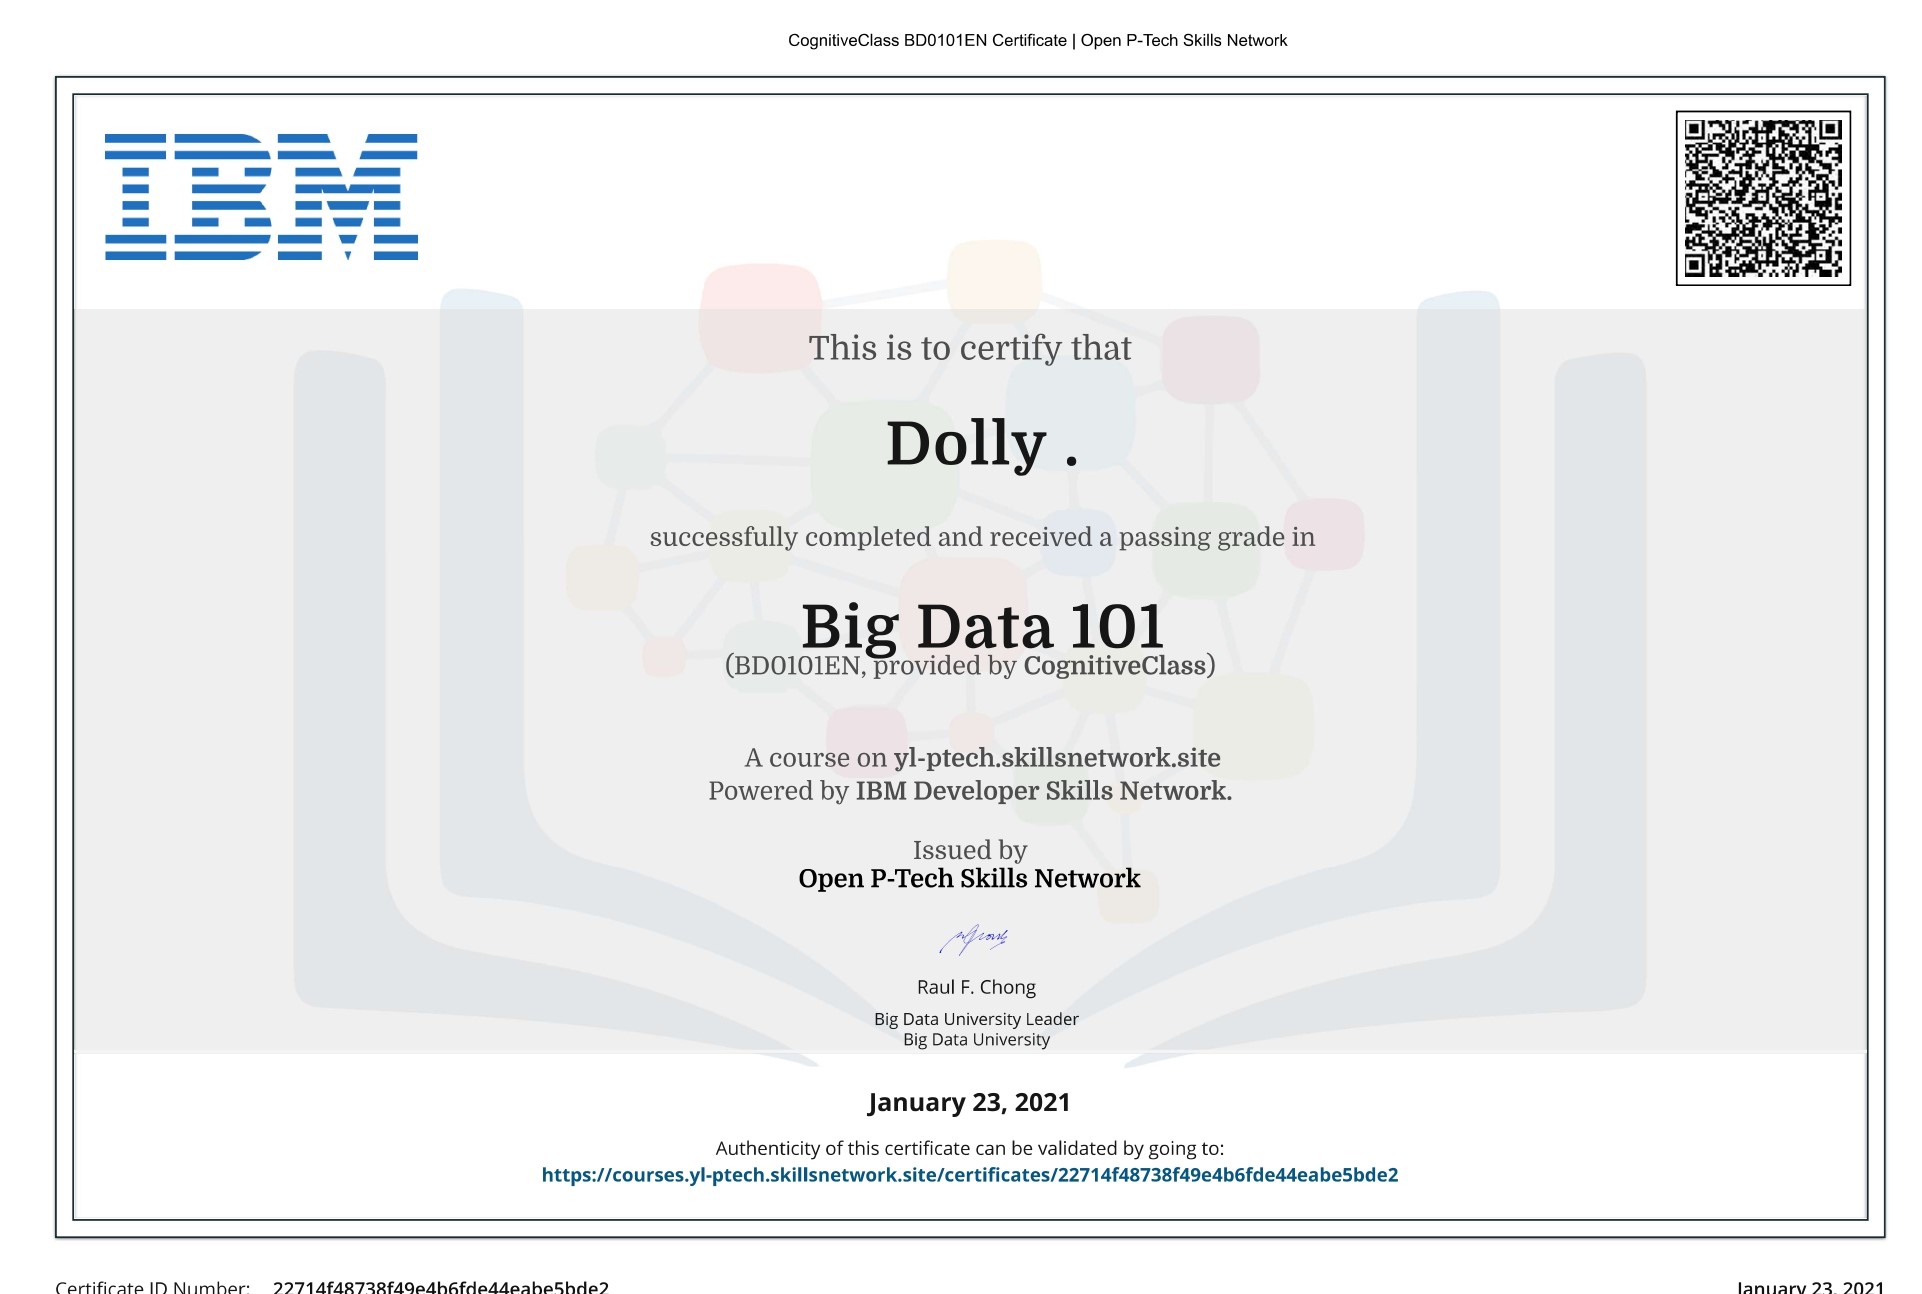 CognitiveClass BD0101EN Certificate | Open P-Tech Skills Network
IBM
This is to certify that
Dolly .
successfully completed and received a passing grade in
Big Data 101
(BD0101EN, provided by CognitiveClass)
A course on yl-ptech.skillsnetwork.site
Powered by IBM Developer Skills Network.
Issued by
Open P-Tech Skills Network
Raul F. Chong
Big Data University Leader
Big Data University
January 23, 2021
Authenticity of this certificate can be validated by going to:
https://courses.yl-ptech.skillsnetwork.site/certificates/22714f48738f49e4b6fde44eabe5bde2
Certificate ID Number: 22714f48738f49e4b6fde44eabe5bde2
January 23, 2021